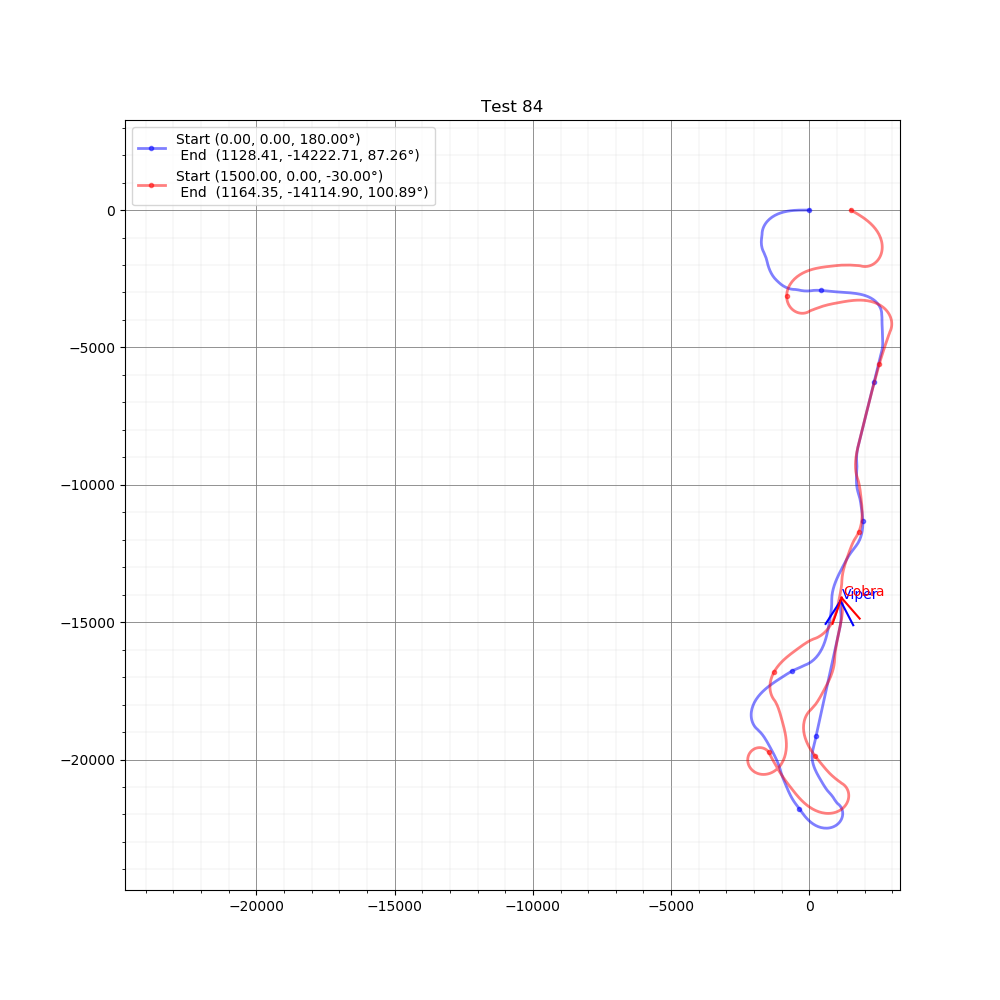 Test 84
Start (0.00, 0.00, 180.00°)
End  (1128.41, -14222.71, 87.26°)
Start (1500.00, 0.00, -30.00°)
End  (1164.35, -14114.90, 100.89°)
0
−5000
−10000
Cobra
Viper
−15000
−20000
−20000 −15000 −10000 −5000 0